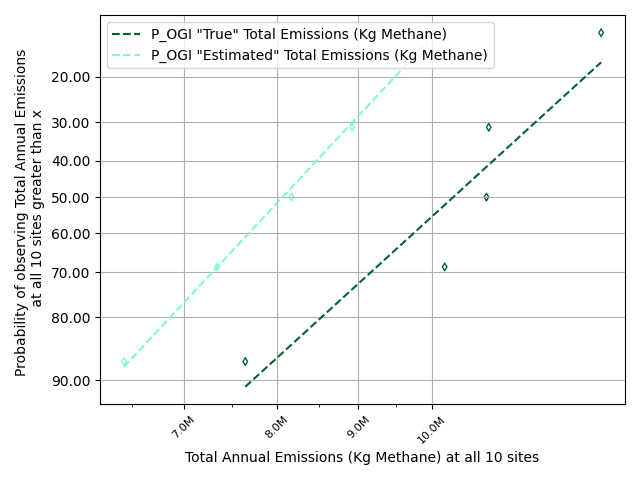 P_OGI "True" Total Emissions (Kg Methane)
P_OGI "Estimated" Total Emissions (Kg Methane)
Probability of observing Total Annual Emissions
at all 10 sites greater than x
20.00
30.00
40.00
50.00
60.00
70.00
80.00
90.00
7.0M
8.0M
9.0M
10.0M
Total Annual Emissions (Kg Methane) at all 10 sites